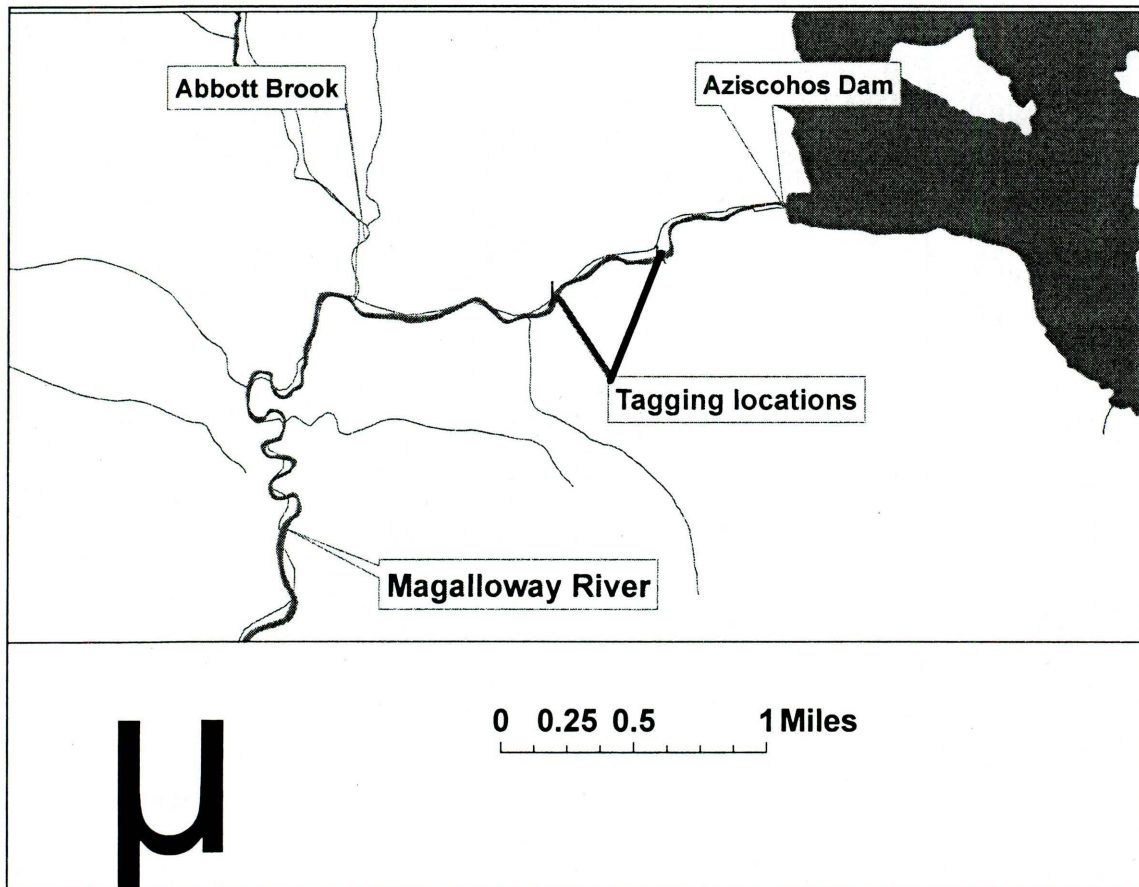 Abbott Brook
Aziscohos Dam
Tagging locations
Magalloway River
0 0.25 0.5 1 Miles
µ